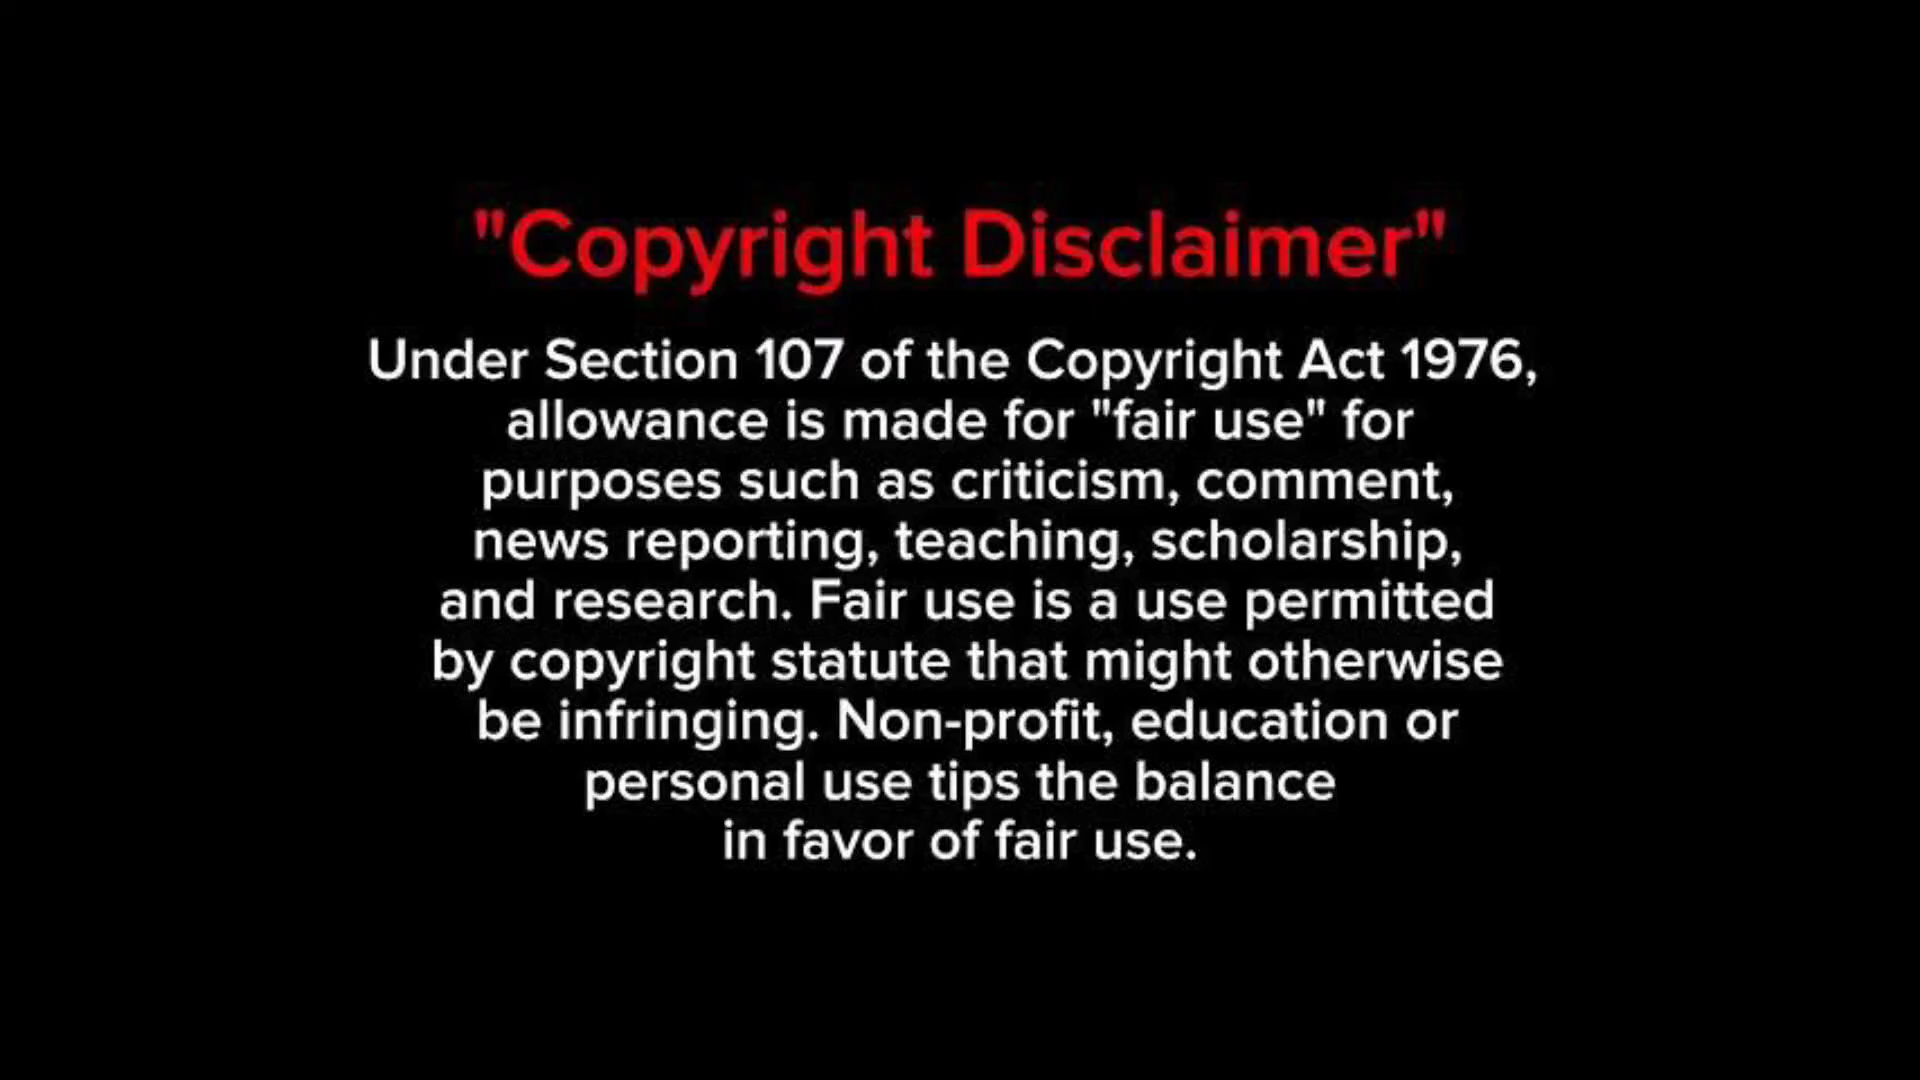 "Copyright Disclaimer"
Under Section 107 of the Copyright Act 1976,
allowance is made for "fair use" for
purposes such as criticism, comment,
news reporting, teaching, scholarship,
and research. Fair use is a use permitted
by copyright statute that might otherwise
be infringing. Non-profit, education or
personal use tips the balance
in favor of fair use.